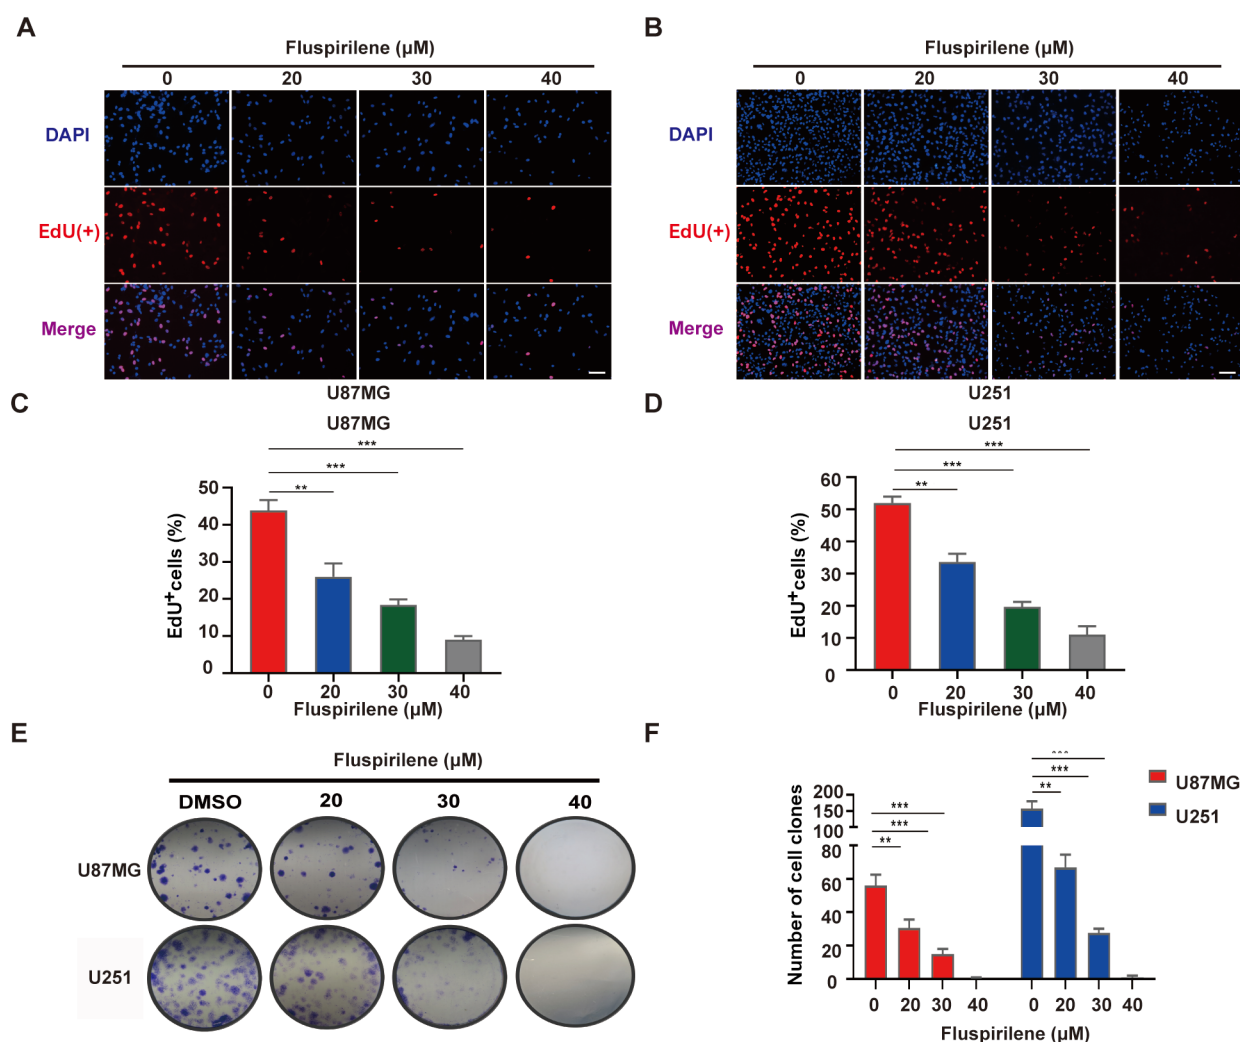 A
Fluspirilene (μM)
0 20 30 40
DAPI
EdU(+)
Merge
U87MG
B
Fluspirilene (μM)
0 20 30 40
DAPI
EdU(+)
Merge
U251
C
U87MG
***
***
**
EdU⁺cells (%)
50
40
30
20
10
0
0 20 30 40
Fluspirilene (μM)
D
U251
***
***
**
EdU⁺cells (%)
60
50
40
30
20
10
0
0 20 30 40
Fluspirilene (μM)
E
Fluspirilene (μM)
DMSO 20 30 40
U87MG
U251
F
***
***
**
***
***
**
U87MG
U251
Number of cell clones
200
150
100
80
60
40
20
0
0 20 30 40 0 20 30 40
Fluspirilene (μM)